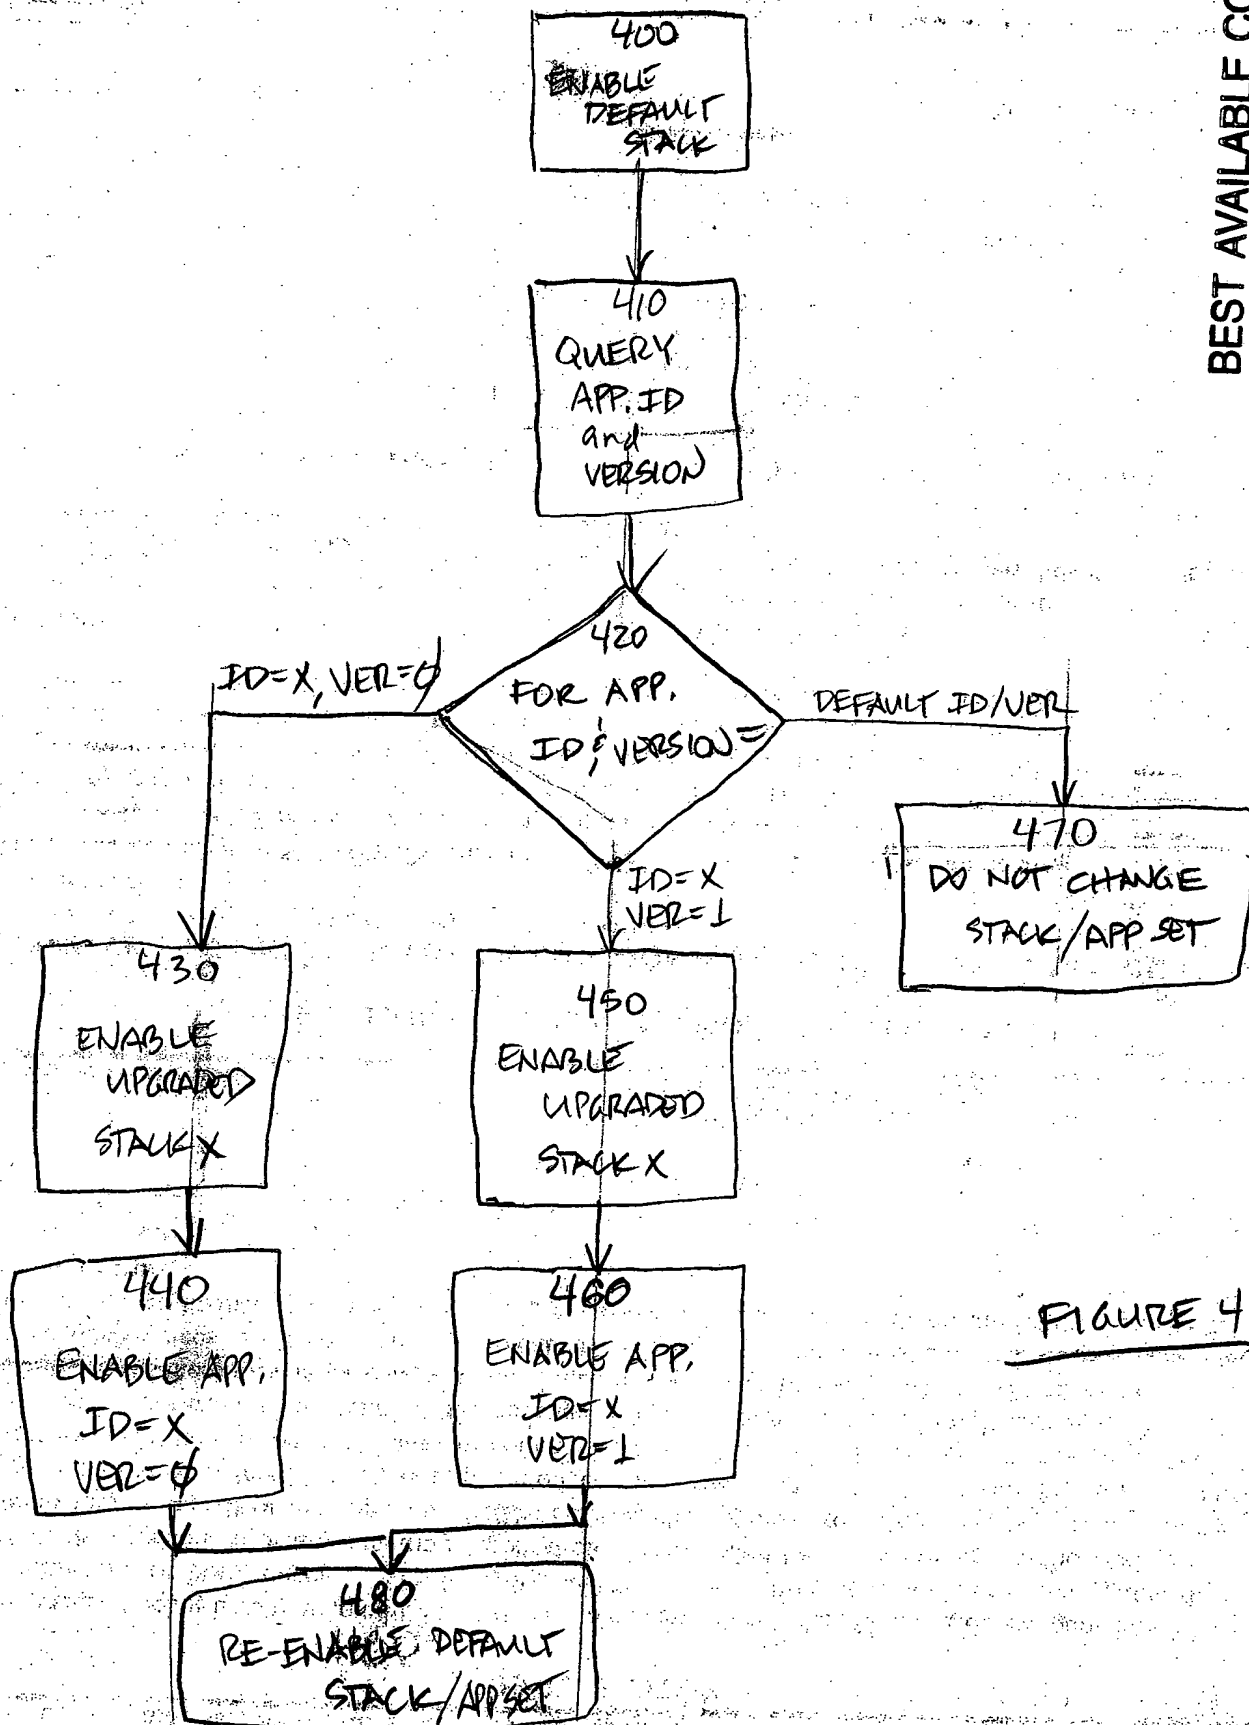 400
ENABLE
DEFAULT
STACK
BEST AVAILABLE
410
QUERY
APP. ID
and
VERSION
420
FOR APP.
ID & VERSION =
ID=X, VER=∅
DEFAULT ID/VER
ID=X
VER=1
470
DO NOT CHANGE
STACK/APP SET
430
ENABLE
UPGRADED
STACK X
450
ENABLE
UPGRADED
STACK X
440
ENABLE APP.
ID=X
VER=∅
460
ENABLE APP.
ID=X
VER=1
FIGURE 4
480
RE-ENABLE DEFAULT
STACK/APP SET